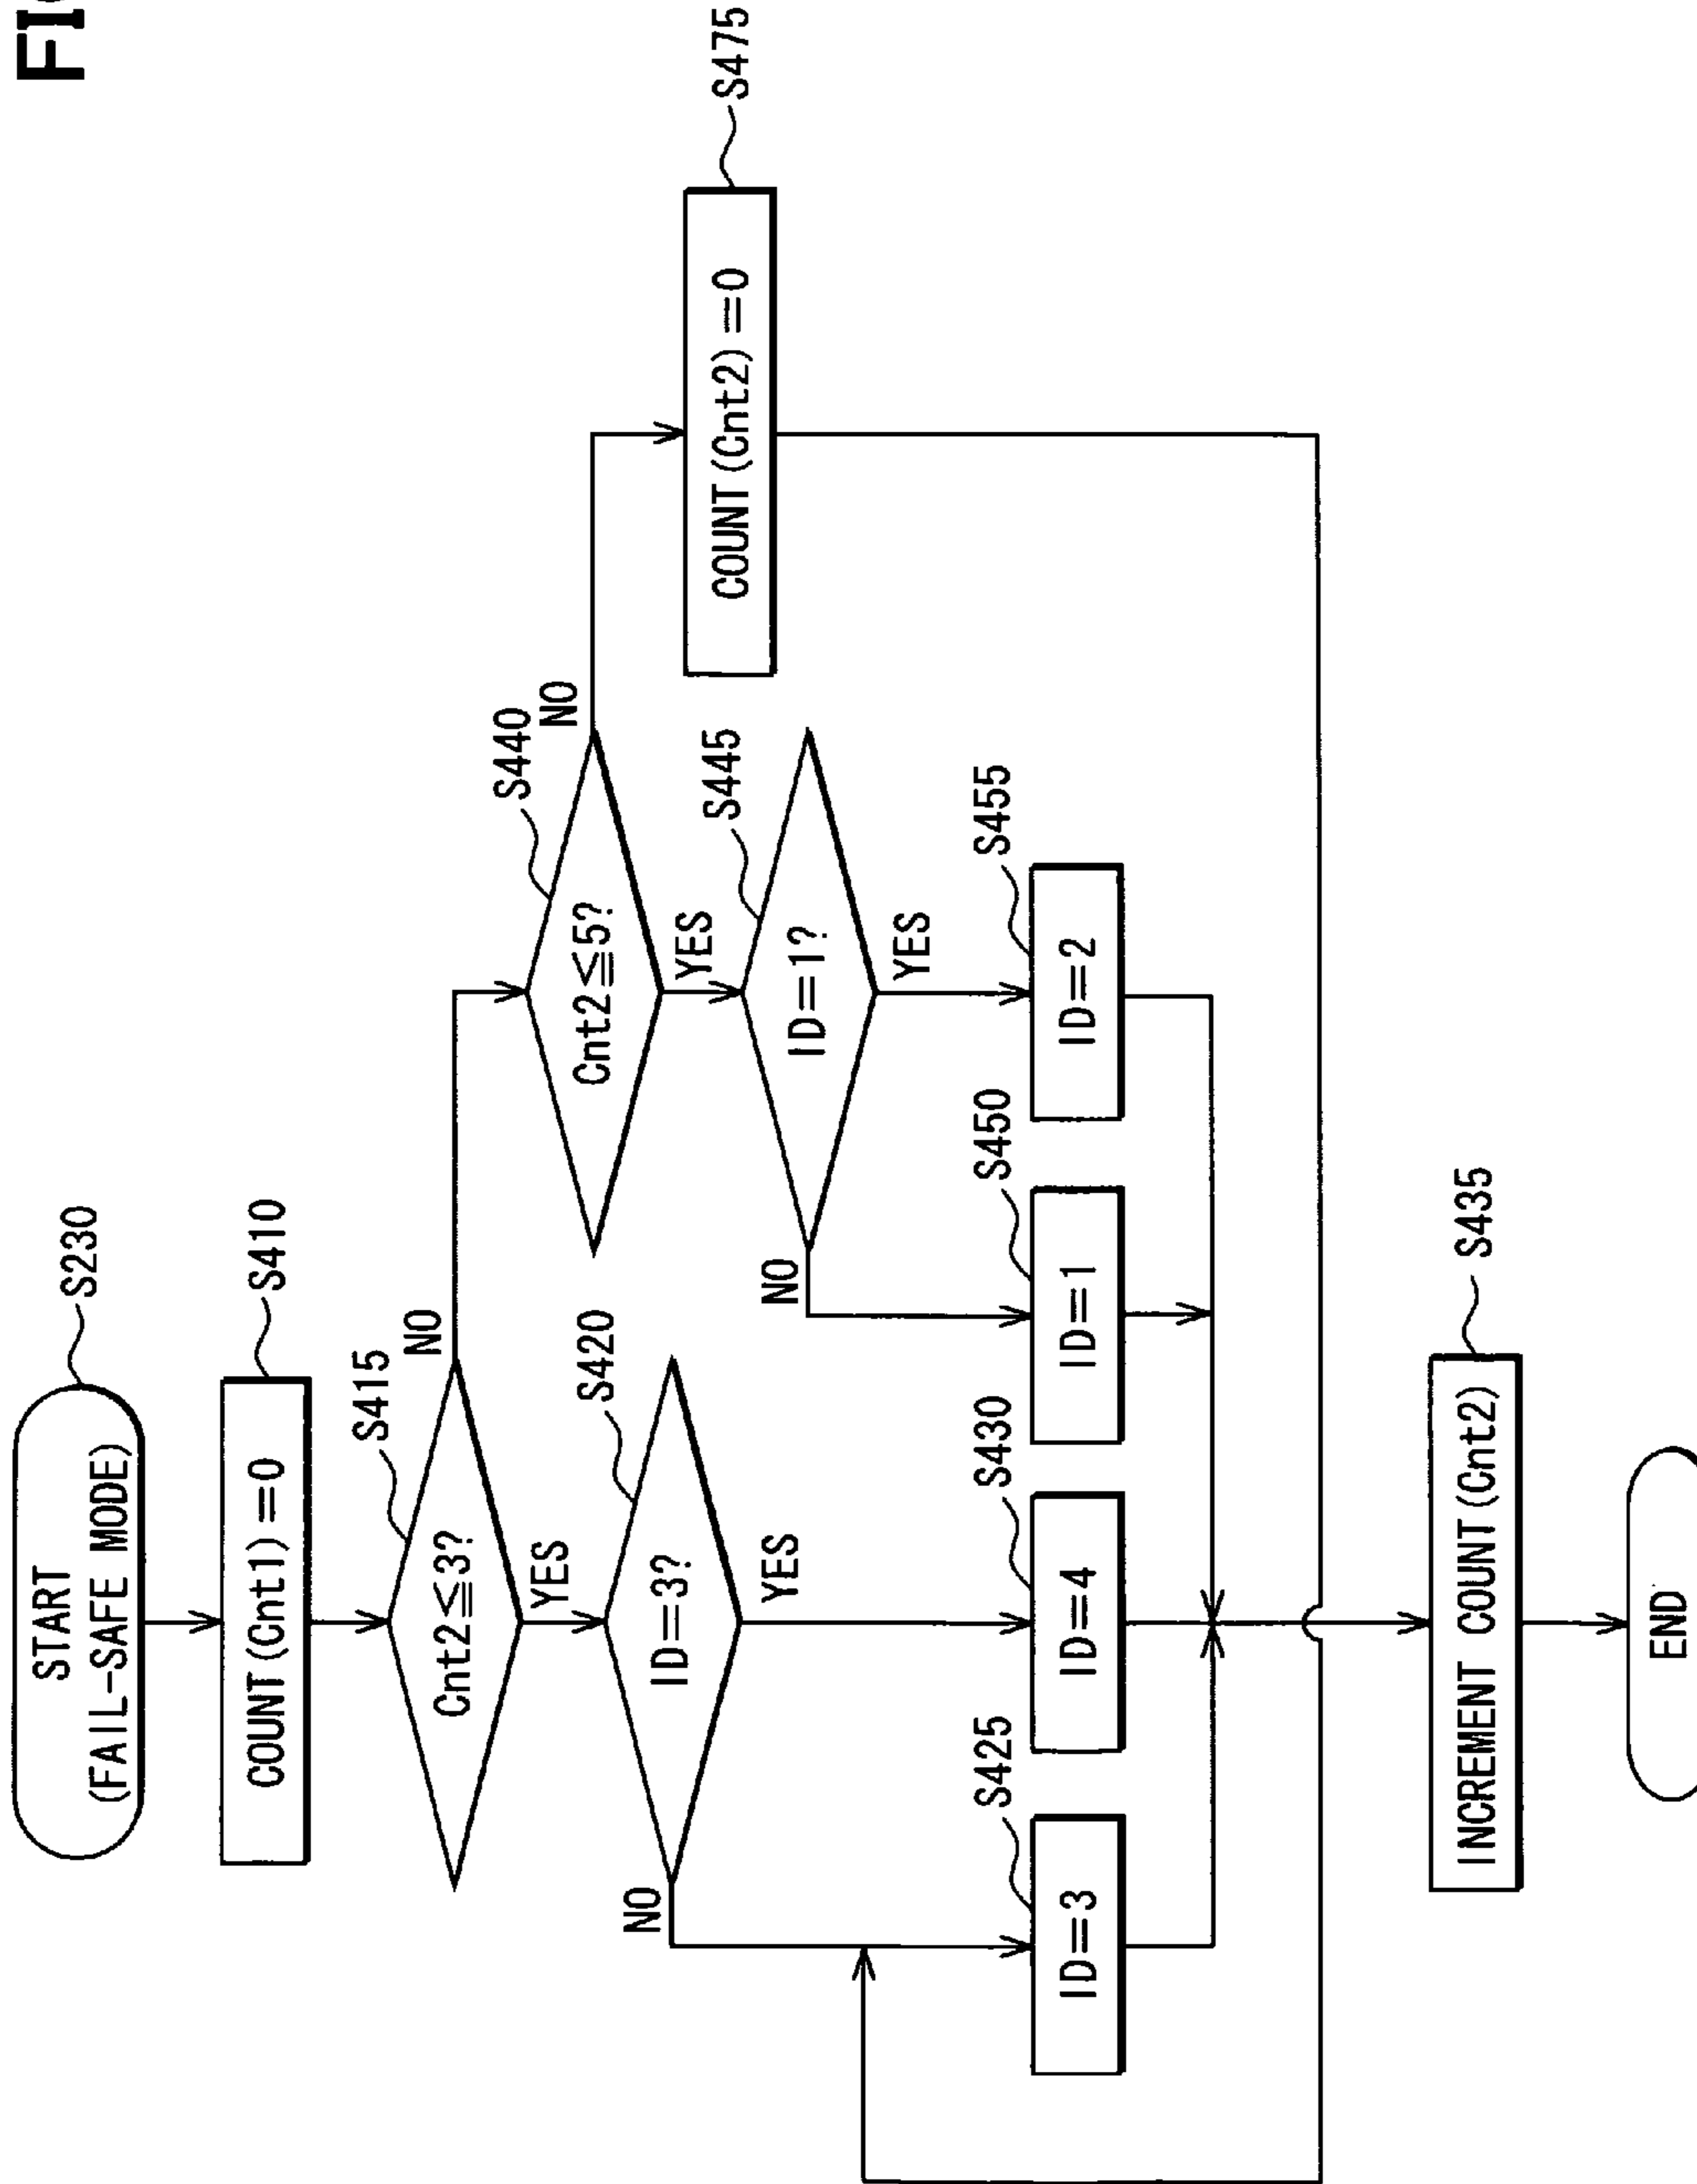 FI
START
(FAIL-SAFE MODE)
S230
COUNT(Cnt1)=0
S410
Cnt2≦3?
S415
NO
YES
ID=3?
S420
NO
YES
Cnt2≦5?
S440
NO
YES
ID=1?
S445
NO
YES
COUNT(Cnt2)=0
S475
ID=3
S425
ID=4
S430
ID=1
S450
ID=2
S455
INCREMENT COUNT(Cnt2)
S435
END